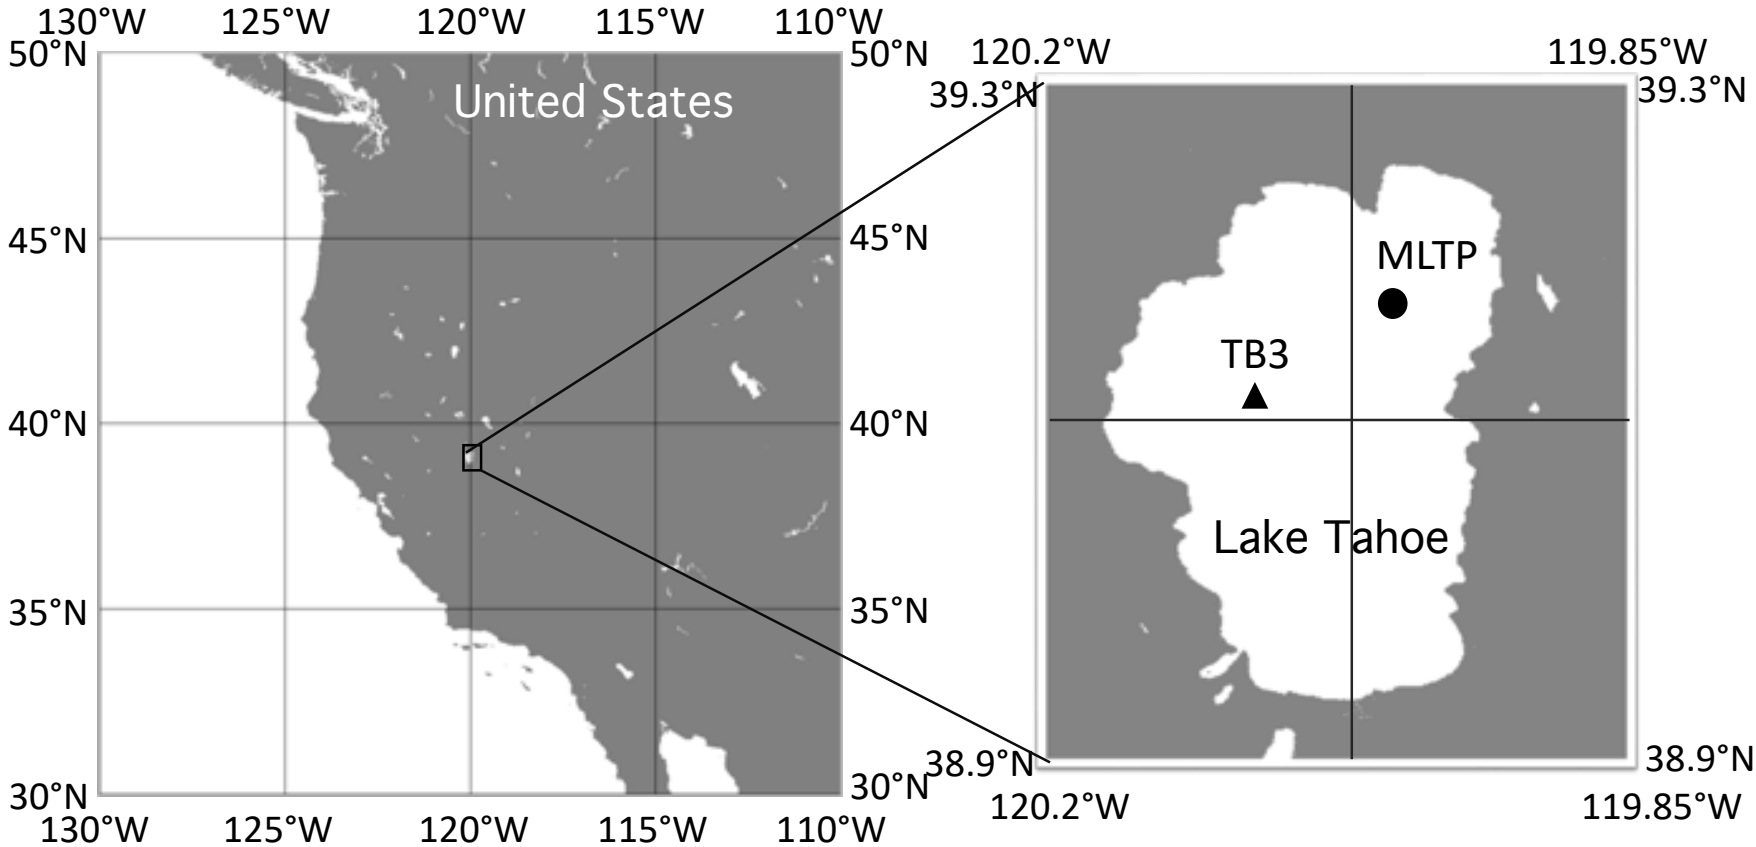 130°W 125°W 120°W 115°W 110°W
50°N 50°N
United States
45°N 45°N
40°N 40°N
35°N 35°N
30°N 30°N
130°W 125°W 120°W 115°W 110°W
120.2°W 119.85°W
39.3°N 39.3°N
MLTP
TB3
Lake Tahoe
38.9°N 38.9°N
120.2°W 119.85°W